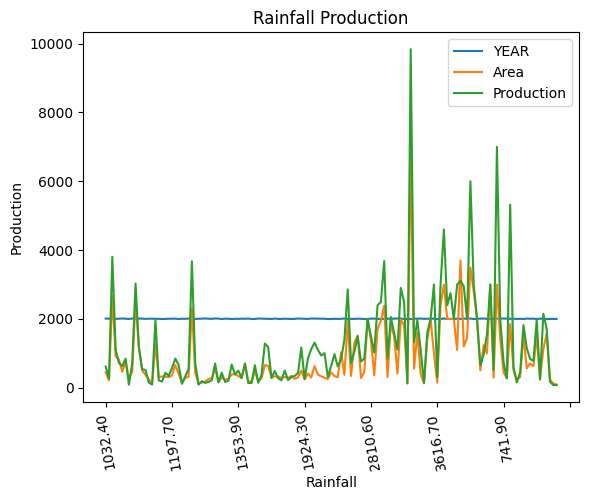 Rainfall Production
YEAR
Area
Production
10000
8000
6000
4000
2000
0
Production
1032.40
1197.70
1353.90
1924.30
2810.60
3616.70
741.90
Rainfall